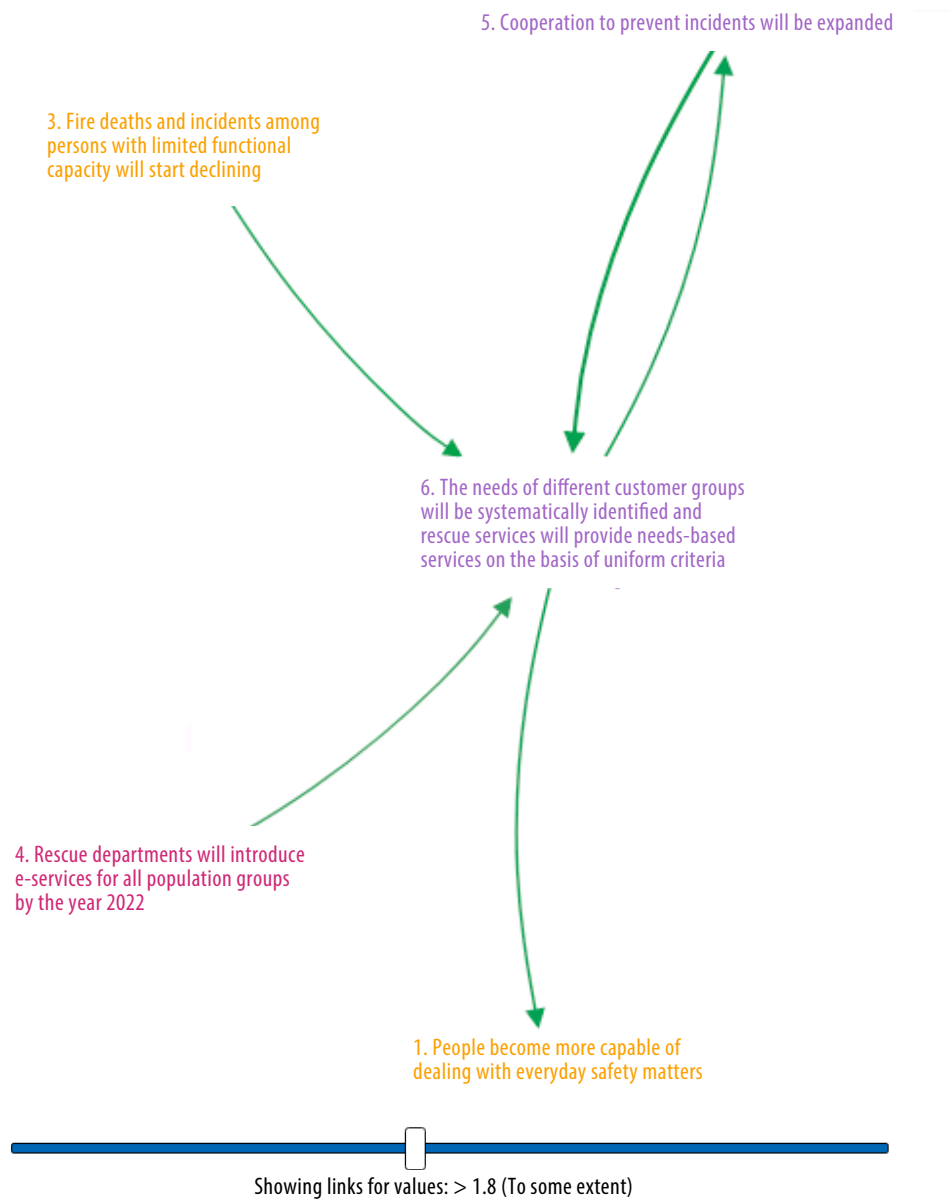 5. Cooperation to prevent incidents will be expanded
3. Fire deaths and incidents among
persons with limited functional
capacity will start declining
6. The needs of different customer groups
will be systematically identified and
rescue services will provide needs-based
services on the basis of uniform criteria
4. Rescue departments will introduce
e-services for all population groups
by the year 2022
1. People become more capable of
dealing with everyday safety matters
Showing links for values: > 1.8 (To some extent)